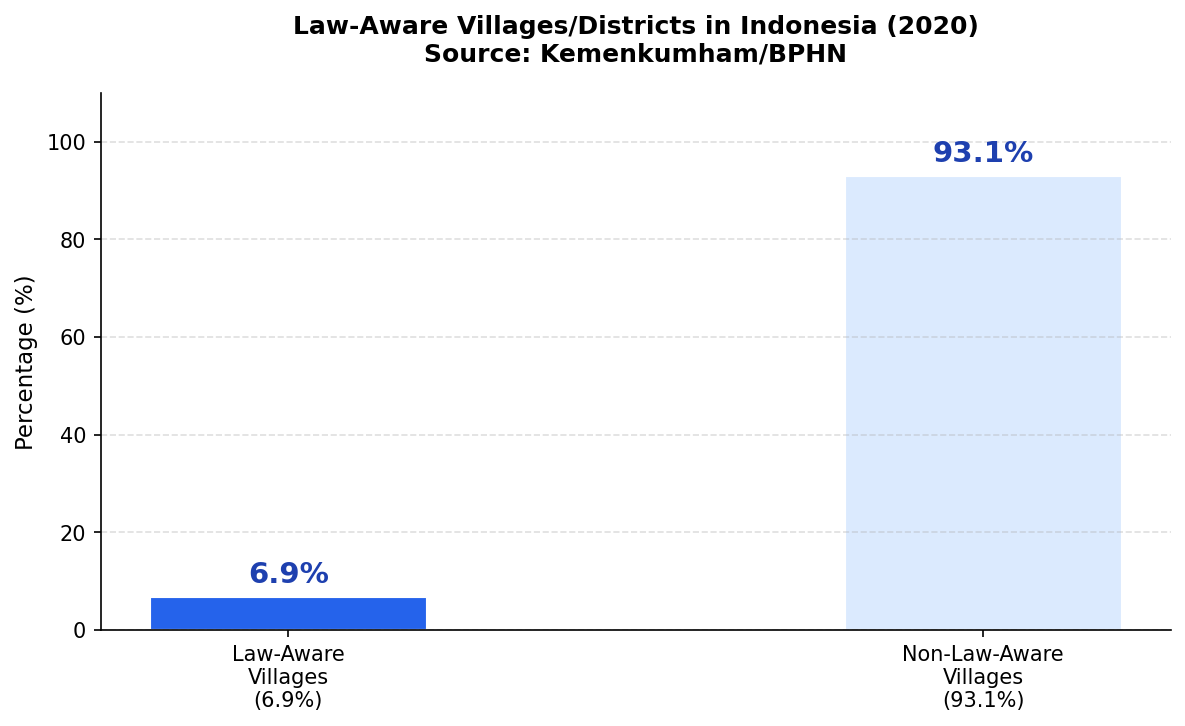 Law-Aware Villages/Districts in Indonesia (2020)
Source: Kemenkumham/BPHN
Percentage (%)
100
80
60
40
20
0
6.9%
93.1%
Law-Aware
Villages
(6.9%)
Non-Law-Aware
Villages
(93.1%)